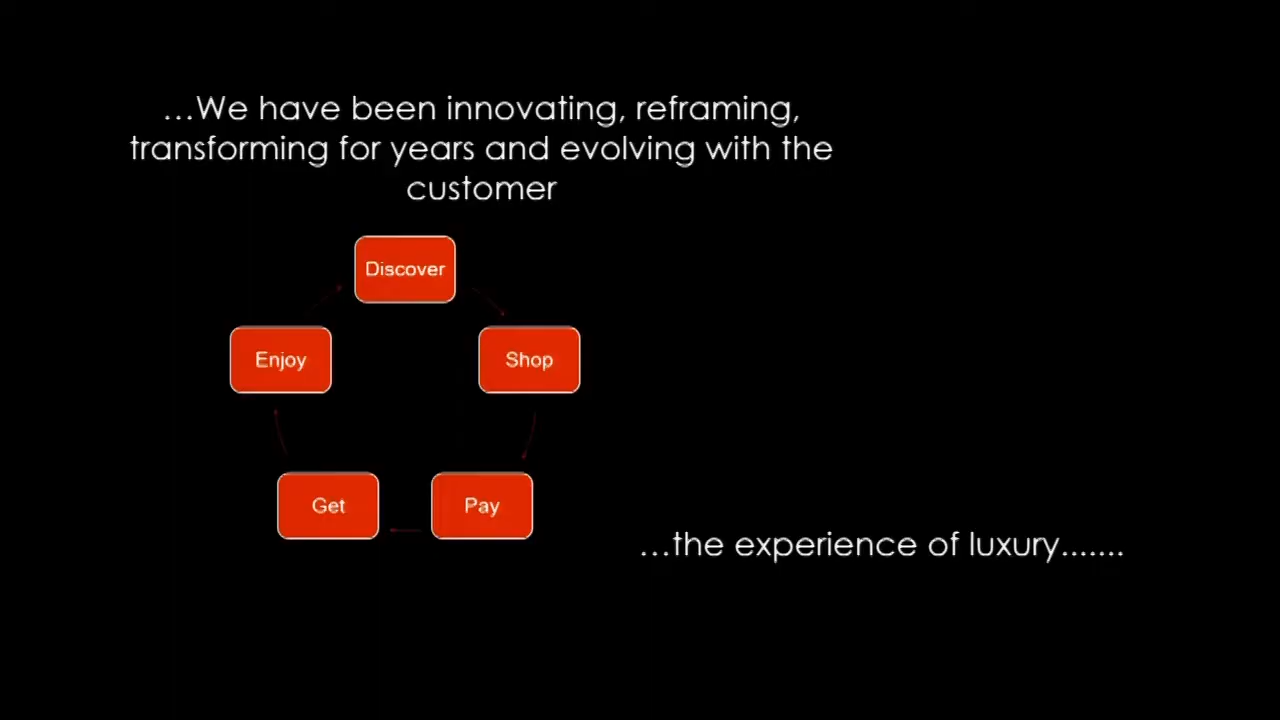 ...We have been innovating, reframing,
transforming for years and evolving with the
customer
Discover
Enjoy
Shop
Get
Pay
...the experience of luxury.......